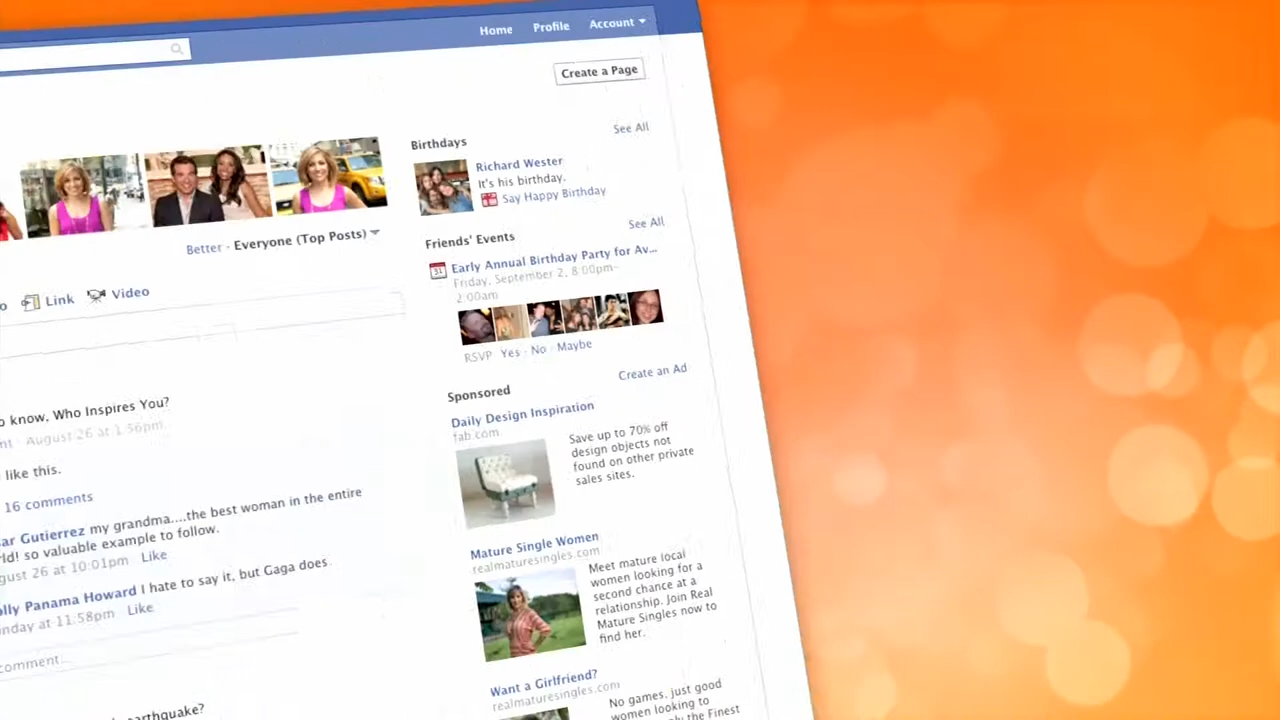 Home Profile Account
Create a Page
Better · Everyone (Top Posts)
Link Video
know, Who Inspires You?
August 26 at 1:56pm
like this.
16 comments
Gutierrez my grandma....the best woman in the entire
so valuable example to follow.
26 at 10:01pm Like
Panama Howard I hate to say it, but Gaga does
at 11:58pm Like
comment...
Birthdays See All
Richard Wester
It's his birthday.
Say Happy Birthday
Friends' Events See All
31
Early Annual Birthday Party for Av...
Friday, September 2, 8:00pm–
2:00am
RSVP Yes · No · Maybe
Sponsored Create an Ad
Daily Design Inspiration
fab.com
Save up to 70% off
design objects not
found on other private
sales sites.
Mature Single Women
realmaturesingles.com
Meet mature local
women looking for a
second chance at a
relationship. Join Real
Mature Singles now to
find her.
Want a Girlfriend?
realmaturesingles.com
No games, just good
women looking to
the Finest